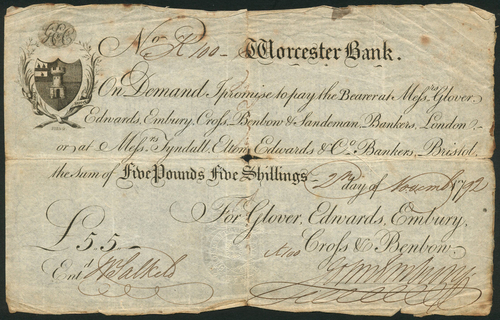 No. R 100 Worcester Bank.
On Demand I promise to pay the Bearer at Messrs. Glover
Edwards, Embury, Cross, Benbow & Sandeman, Bankers, London,
or at Messrs. Tyndall, Elton, Edwards & Co. Bankers, Bristol,
the Sum of Five Pounds Five Shillings 2nd day of Novemb 1792
For Glover, Edwards, Embury,
£5.5 Cross & Benbow
Entd.